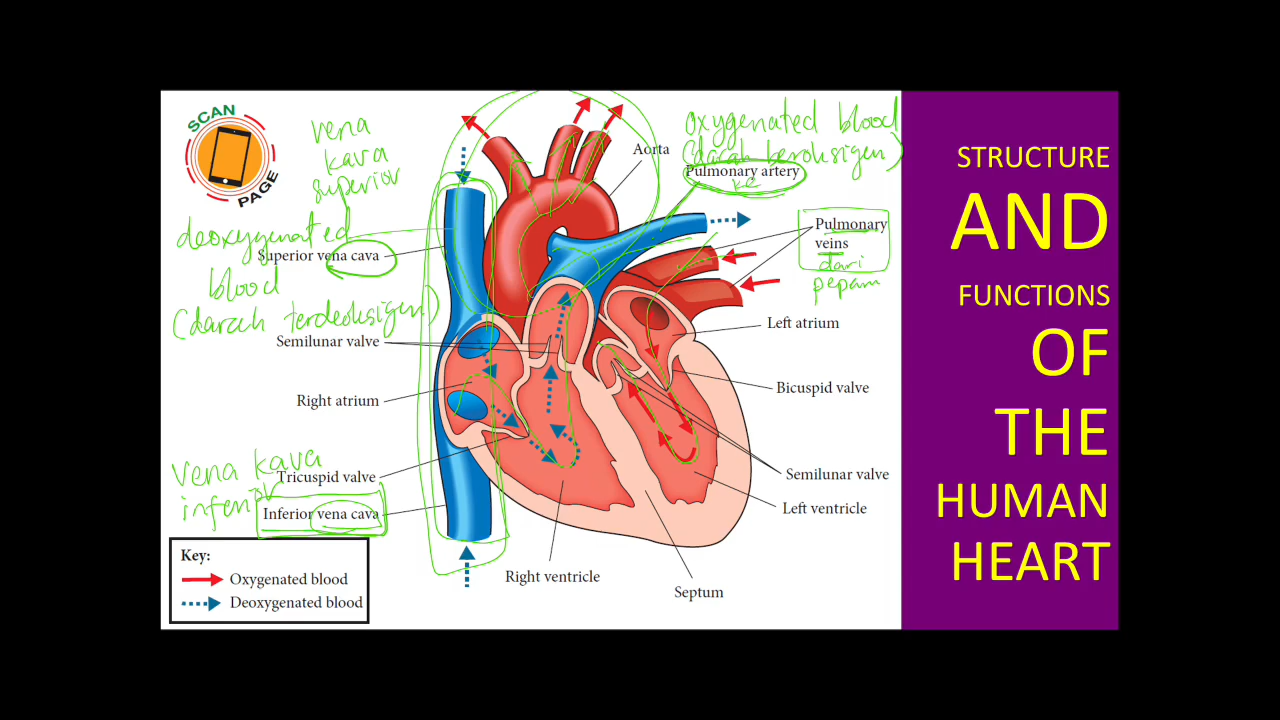 SCAN
PAGE
vena
kava
superior
deoxygenated
Superior vena cava
blood
(darah terdeoksigen)
Semilunar valve
Right atrium
vena kava
inferior
Tricuspid valve
Inferior vena cava
Key:
Oxygenated blood
Deoxygenated blood
oxygenated blood
(darah beroksigen)
Aorta
Pulmonary artery
ke
Pulmonary
veins
dari
Left atrium
Bicuspid valve
Semilunar valve
Left ventricle
Right ventricle
Septum
STRUCTURE
AND
FUNCTIONS
OF
THE
HUMAN
HEART